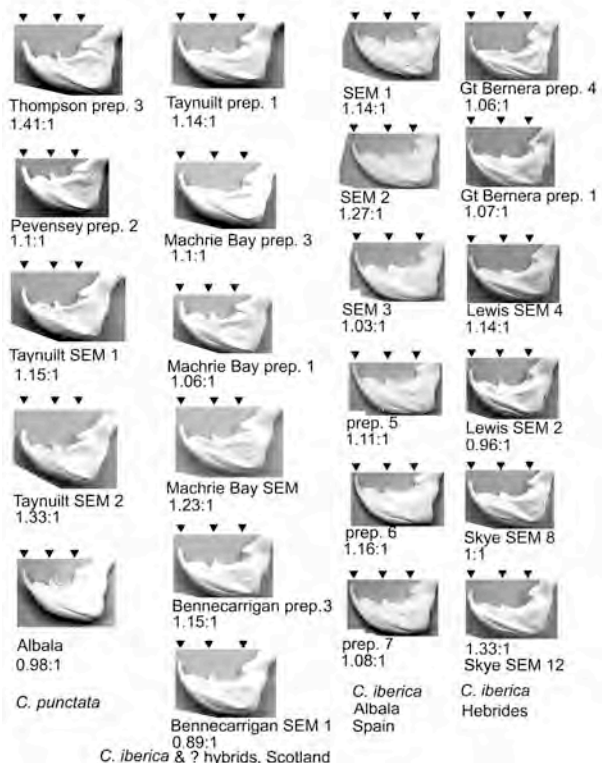 Thompson prep. 3
1.41:1
Pevensey prep. 2
1.1:1
Taynuilt SEM 1
1.15:1
Taynuilt SEM 2
1.33:1
Albala
0.98:1
C. punctata
Taynuilt prep. 1
1.14:1
Machrie Bay prep. 3
1.1:1
Machrie Bay prep. 1
1.06:1
Machrie Bay SEM
1.23:1
Bennecarrigan prep.3
1.15:1
Bennecarrigan SEM 1
0.89:1
C. iberica & ? hybrids, Scotland
SEM 1
1.14:1
SEM 2
1.27:1
SEM 3
1.03:1
prep. 5
1.11:1
prep. 6
1.16:1
prep. 7
1.08:1
C. iberica
Albala
Spain
Gt Bernera prep. 4
1.06:1
Gt Bernera prep. 1
1.07:1
Lewis SEM 4
1.14:1
Lewis SEM 2
0.96:1
Skye SEM 8
1:1
1.33:1
Skye SEM 12
C. iberica
Hebrides